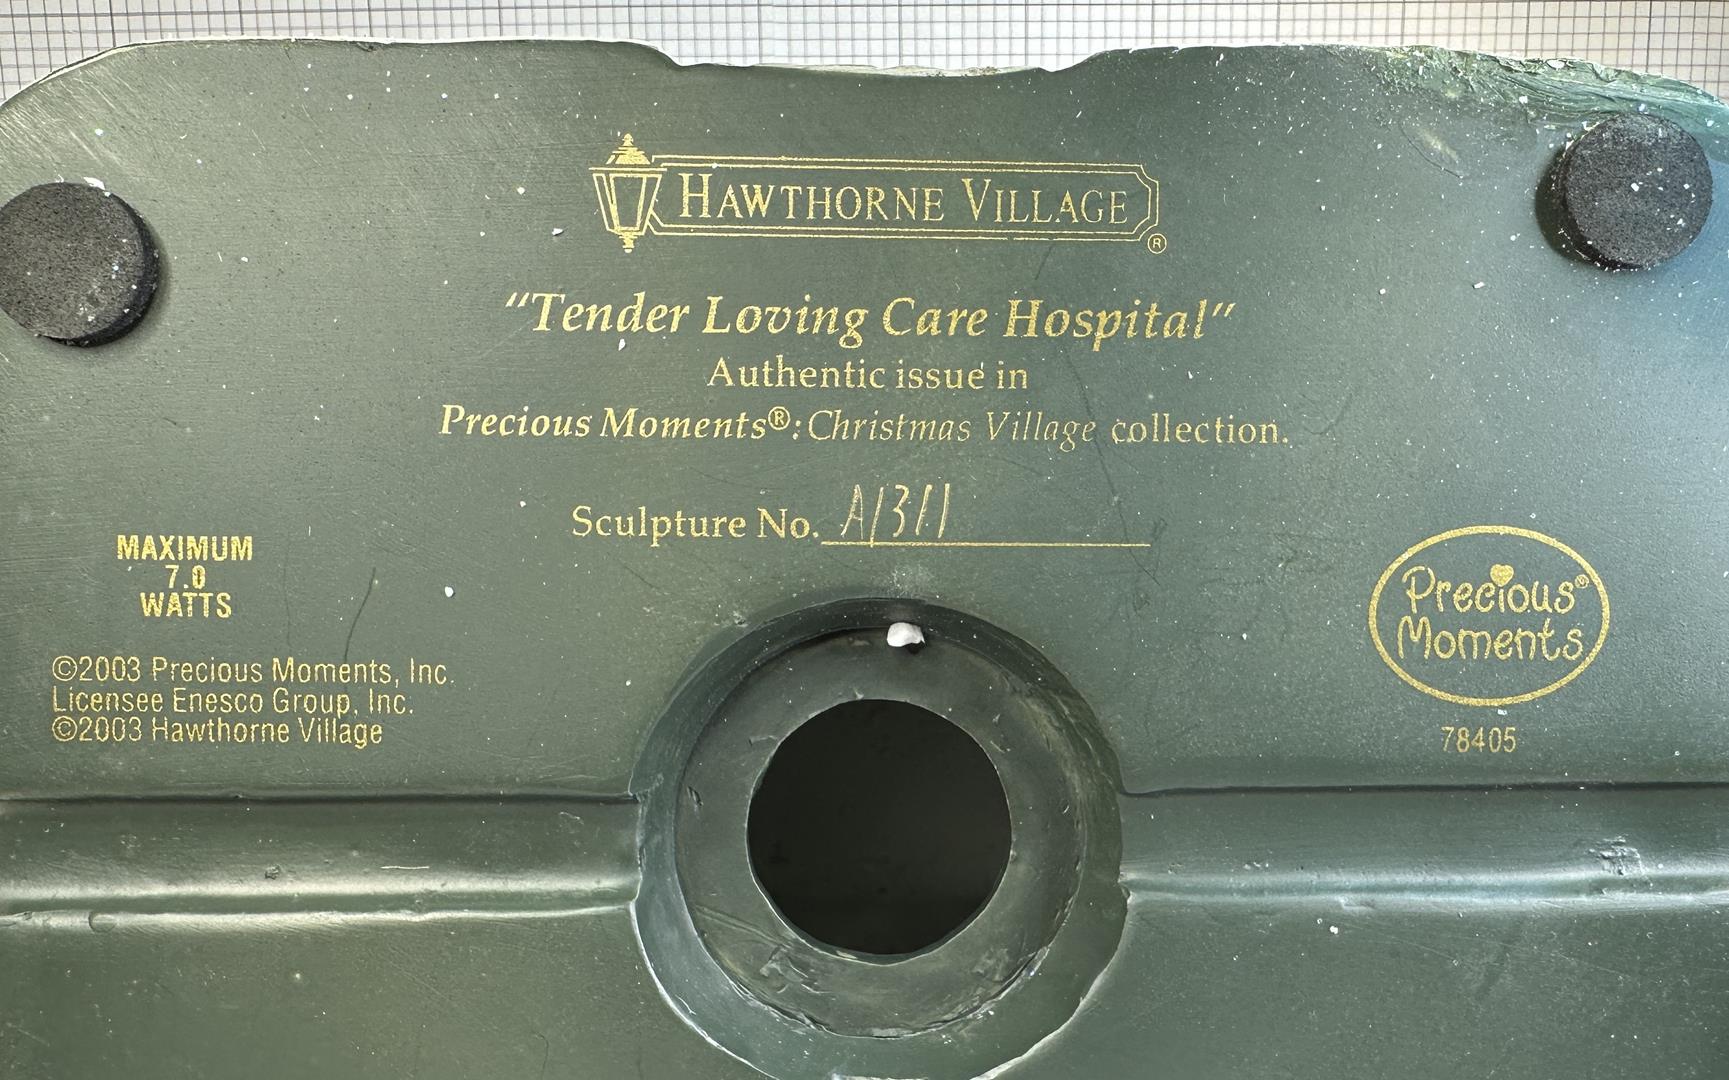 HAWTHORNE VILLAGE ®
"Tender Loving Care Hospital"
Authentic issue in
Precious Moments®: Christmas Village collection.
Sculpture No. A1311
MAXIMUM
7.0
WATTS
©2003 Precious Moments, Inc.
Licensee Enesco Group, Inc.
©2003 Hawthorne Village
Precious®
Moments
78405